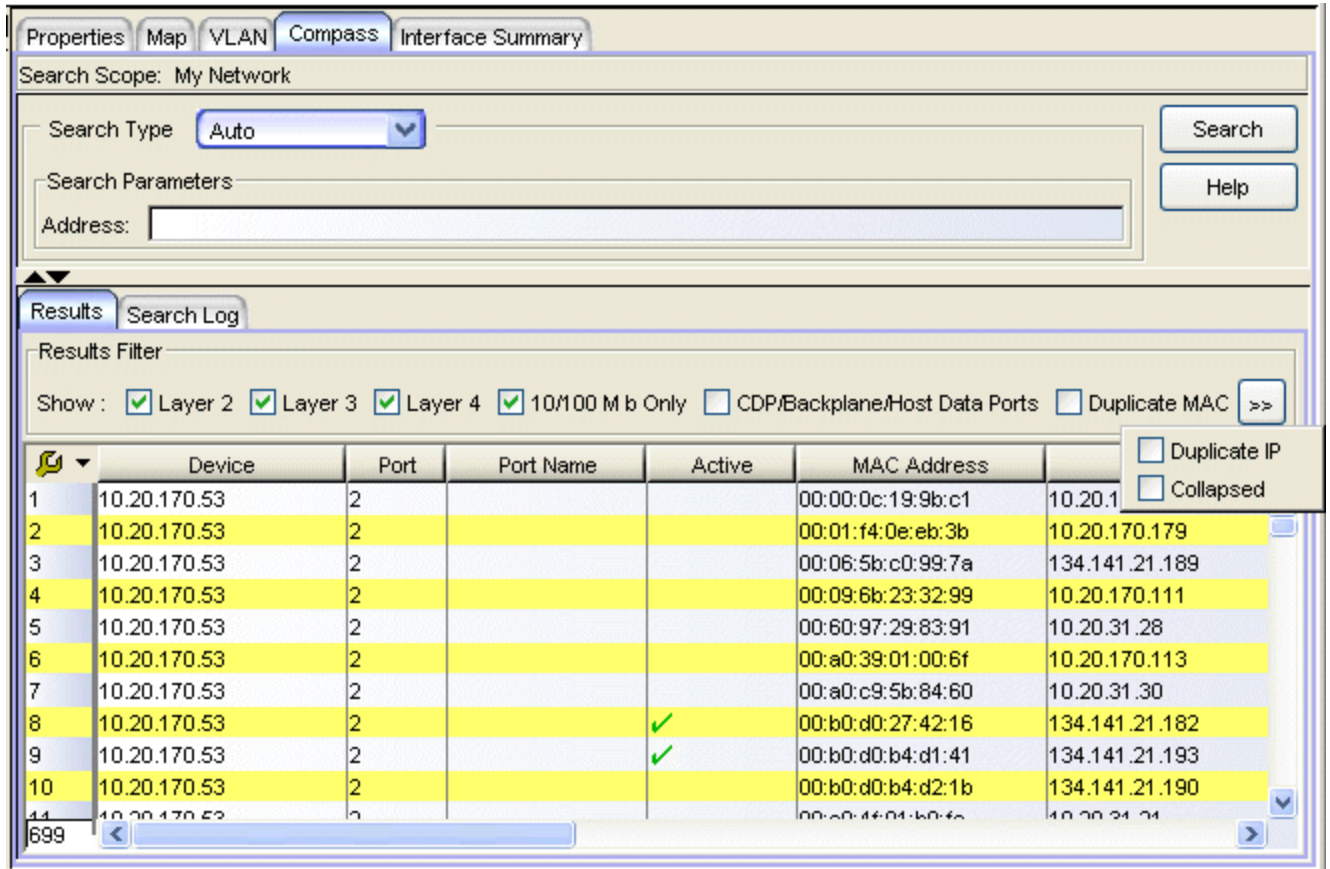 Properties Map VLAN Compass Interface Summary
Search Scope: My Network
Search Type Auto Search
Search Parameters Help
Address:
Results Search Log
Results Filter
Show : Layer 2 Layer 3 Layer 4 10/100 M b Only CDP/Backplane/Host Data Ports Duplicate MAC >>
Duplicate IP
Collapsed
Device Port Port Name Active MAC Address
1 10.20.170.53 2 00:00:0c:19:9b:c1 10.20.1
2 10.20.170.53 2 00:01:f4:0e:eb:3b 10.20.170.179
3 10.20.170.53 2 00:06:5b:c0:99:7a 134.141.21.189
4 10.20.170.53 2 00:09:6b:23:32:99 10.20.170.111
5 10.20.170.53 2 00:60:97:29:83:91 10.20.31.28
6 10.20.170.53 2 00:a0:39:01:00:6f 10.20.170.113
7 10.20.170.53 2 00:a0:c9:5b:84:60 10.20.31.30
8 10.20.170.53 2 00:b0:d0:27:42:16 134.141.21.182
9 10.20.170.53 2 00:b0:d0:b4:d1:41 134.141.21.193
10 10.20.170.53 2 00:b0:d0:b4:d2:1b 134.141.21.190
699